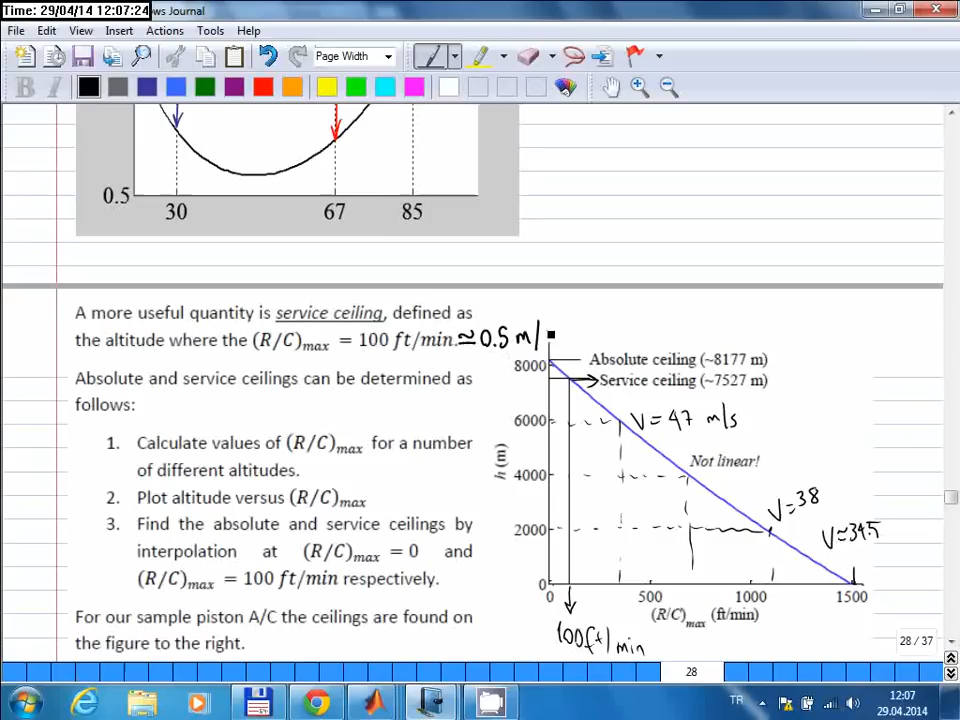 Time: 29/04/14 12:07:24 ows Journal
File Edit View Insert Actions Tools Help
Page Width
B I
0.5
30 67 85
A more useful quantity is service ceiling, defined as
the altitude where the (R/C)max = 100 ft/min. ≈0.5 m/
Absolute and service ceilings can be determined as
follows:
1. Calculate values of (R/C)max for a number
of different altitudes.
2. Plot altitude versus (R/C)max
3. Find the absolute and service ceilings by
interpolation at (R/C)max = 0 and
(R/C)max = 100 ft/min respectively.
For our sample piston A/C the ceilings are found on
the figure to the right.
Absolute ceiling (~8177 m)
8000
Service ceiling (~7527 m)
6000
V=47 m/s
h (m)
4000
Not linear!
V=38
2000
V=34.5
0
0 500 1000 1500
(R/C)max (ft/min)
100ft/min
28 / 37
28
TR
12:07
29.04.2014